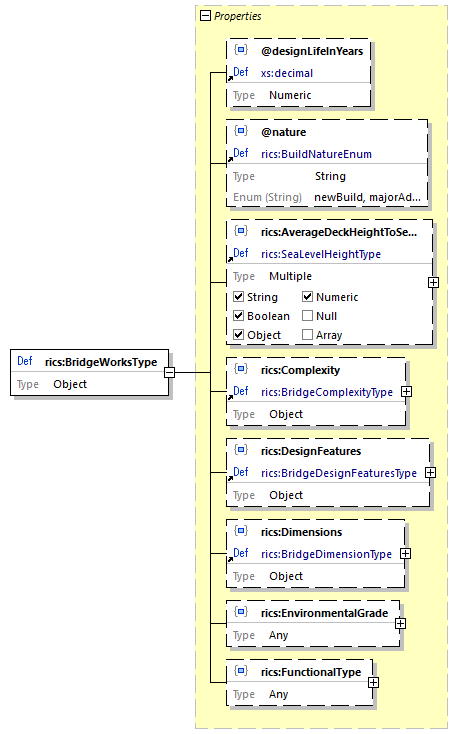 Properties
@designLifeInYears
Def xs:decimal
Type Numeric
@nature
Def rics:BuildNatureEnum
Type String
Enum (String) newBuild, majorAd...
rics:AverageDeckHeightToSe...
Def rics:SeaLevelHeightType
Type Multiple
String Numeric
Boolean Null
Object Array
Def rics:BridgeWorksType
Type Object
rics:Complexity
Def rics:BridgeComplexityType
Type Object
rics:DesignFeatures
Def rics:BridgeDesignFeaturesType
Type Object
rics:Dimensions
Def rics:BridgeDimensionType
Type Object
rics:EnvironmentalGrade
Type Any
rics:FunctionalType
Type Any